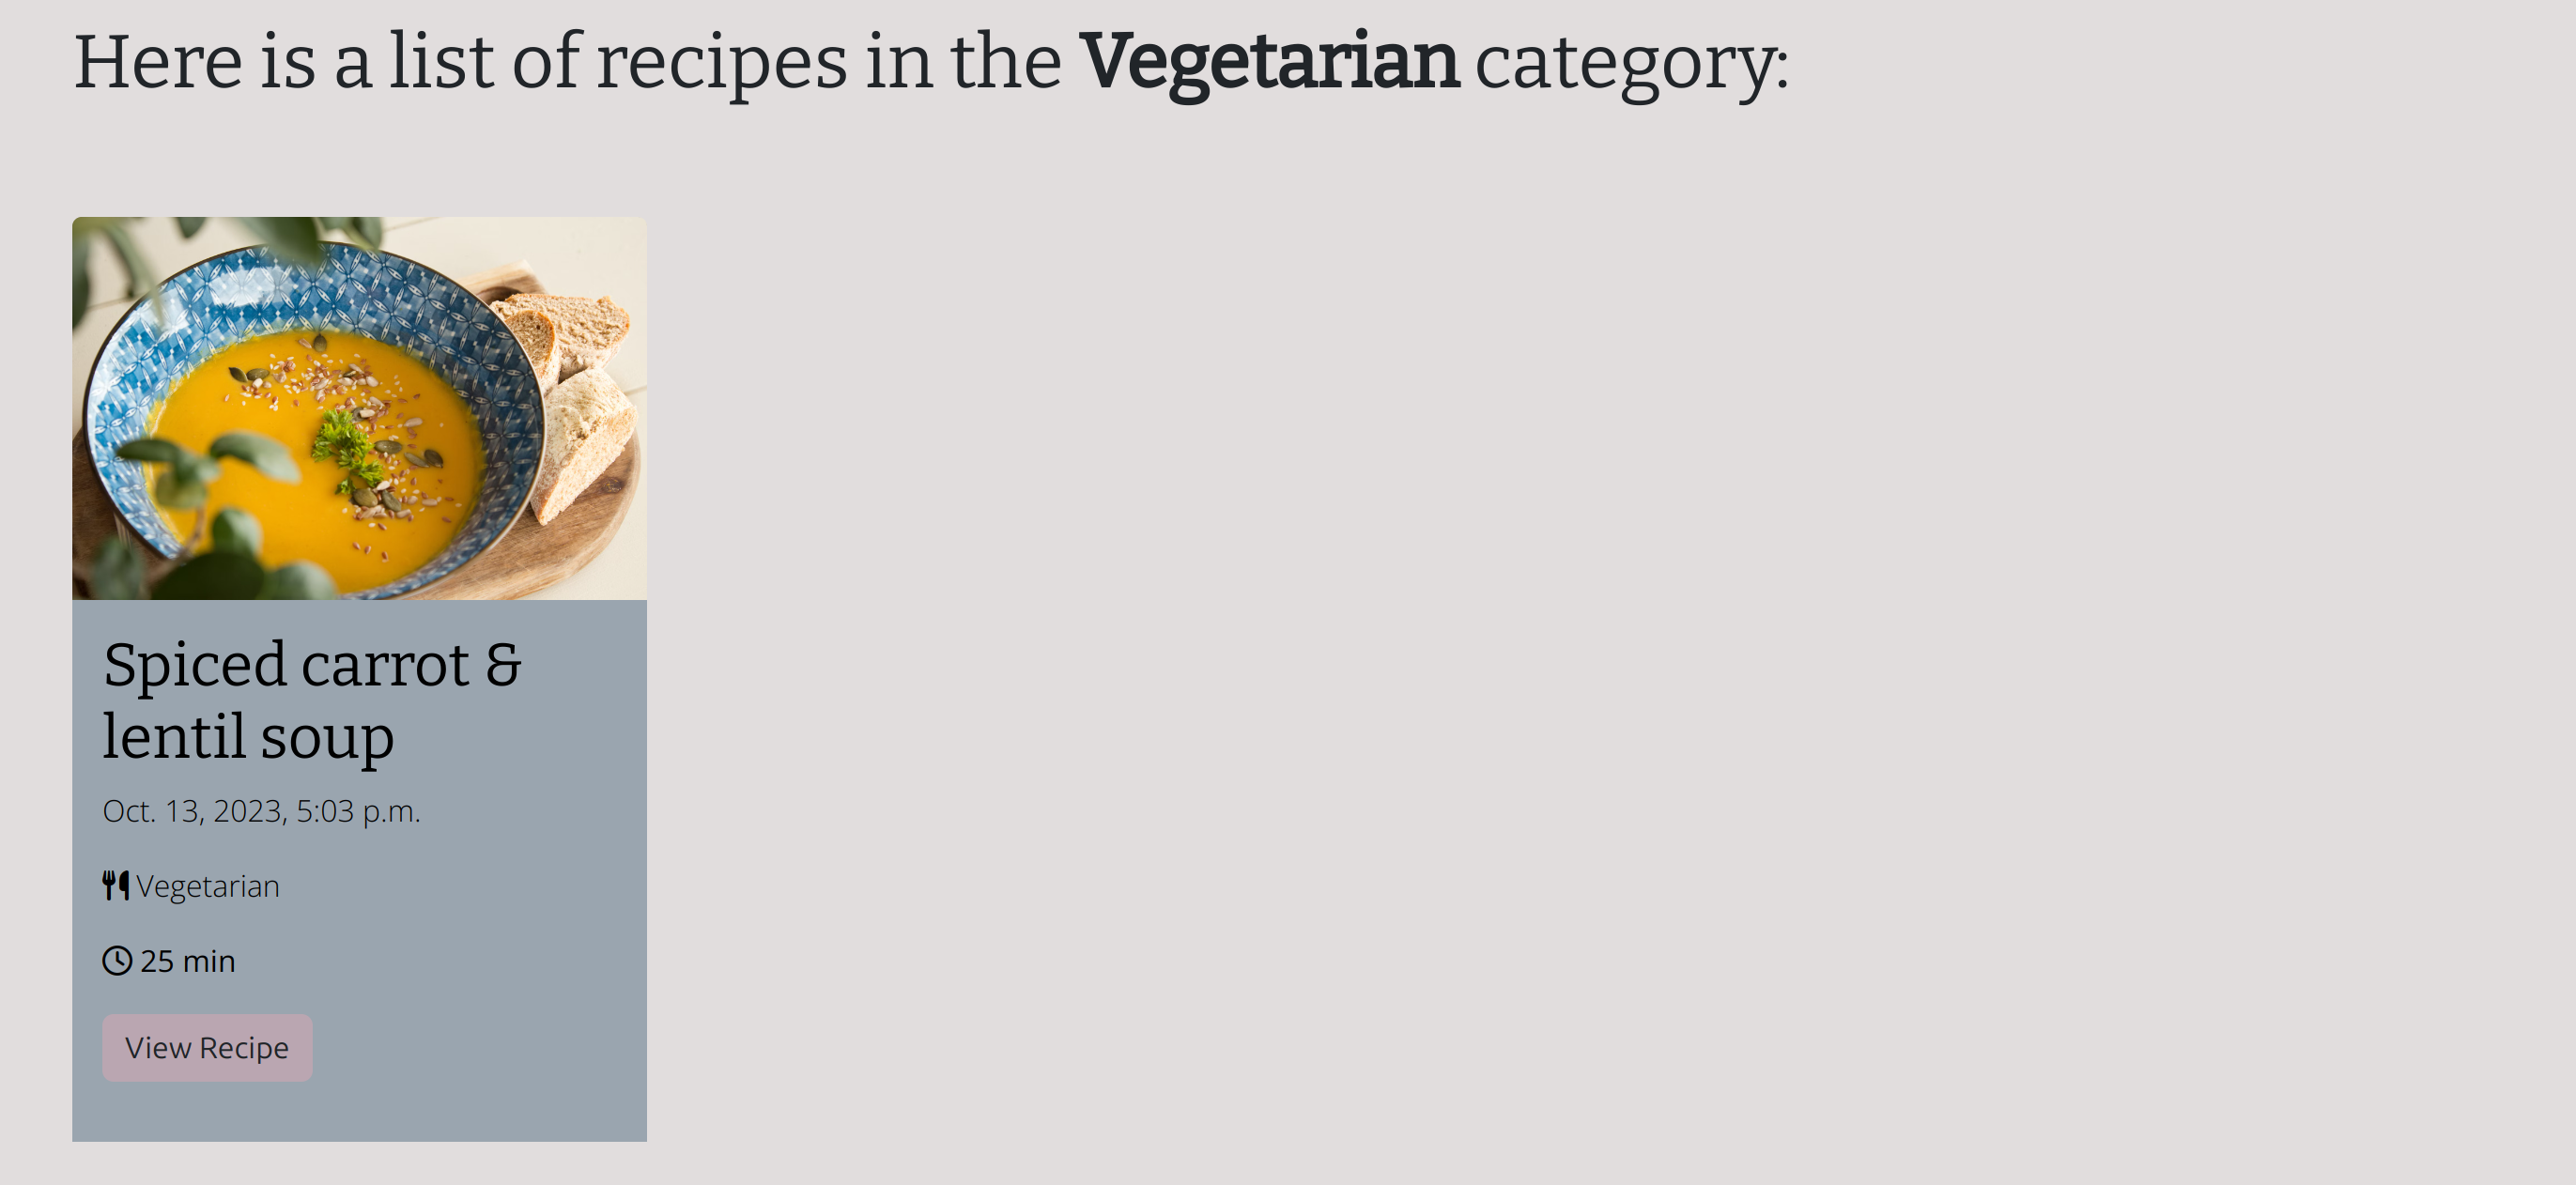 Here is a list of recipes in the Vegetarian category:
Spiced carrot &
lentil soup
Oct. 13, 2023, 5:03 p.m.
Vegetarian
25 min
View Recipe